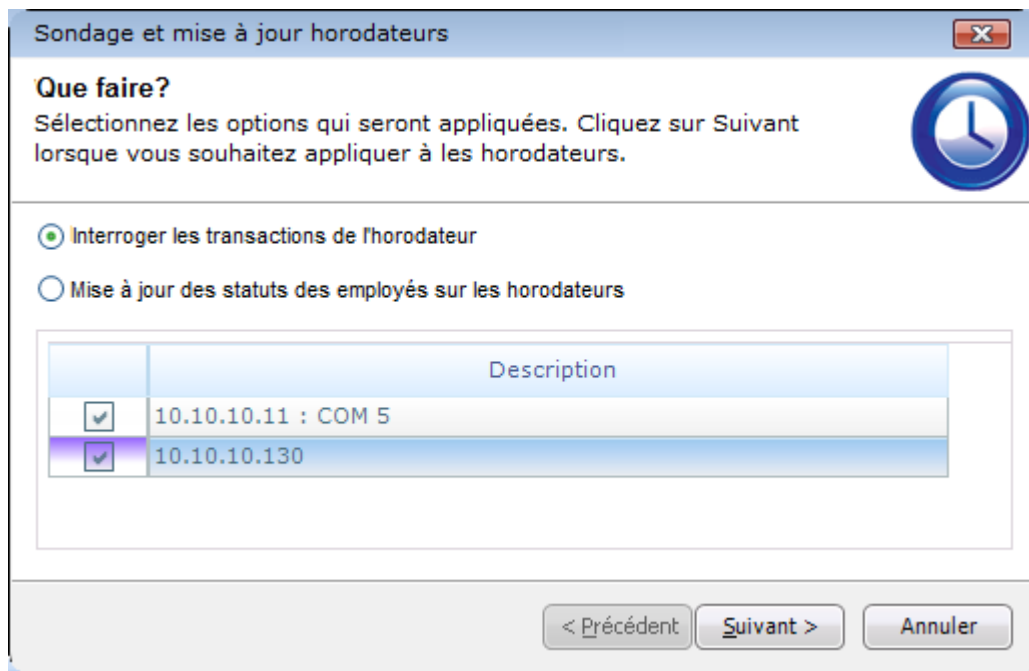 Sondage et mise à jour horodateurs
Que faire?
Sélectionnez les options qui seront appliquées. Cliquez sur Suivant
lorsque vous souhaitez appliquer à les horodateurs.
Interroger les transactions de l'horodateur
Mise à jour des statuts des employés sur les horodateurs
Description
10.10.10.11 : COM 5
10.10.10.130
< Précédent
Suivant >
Annuler